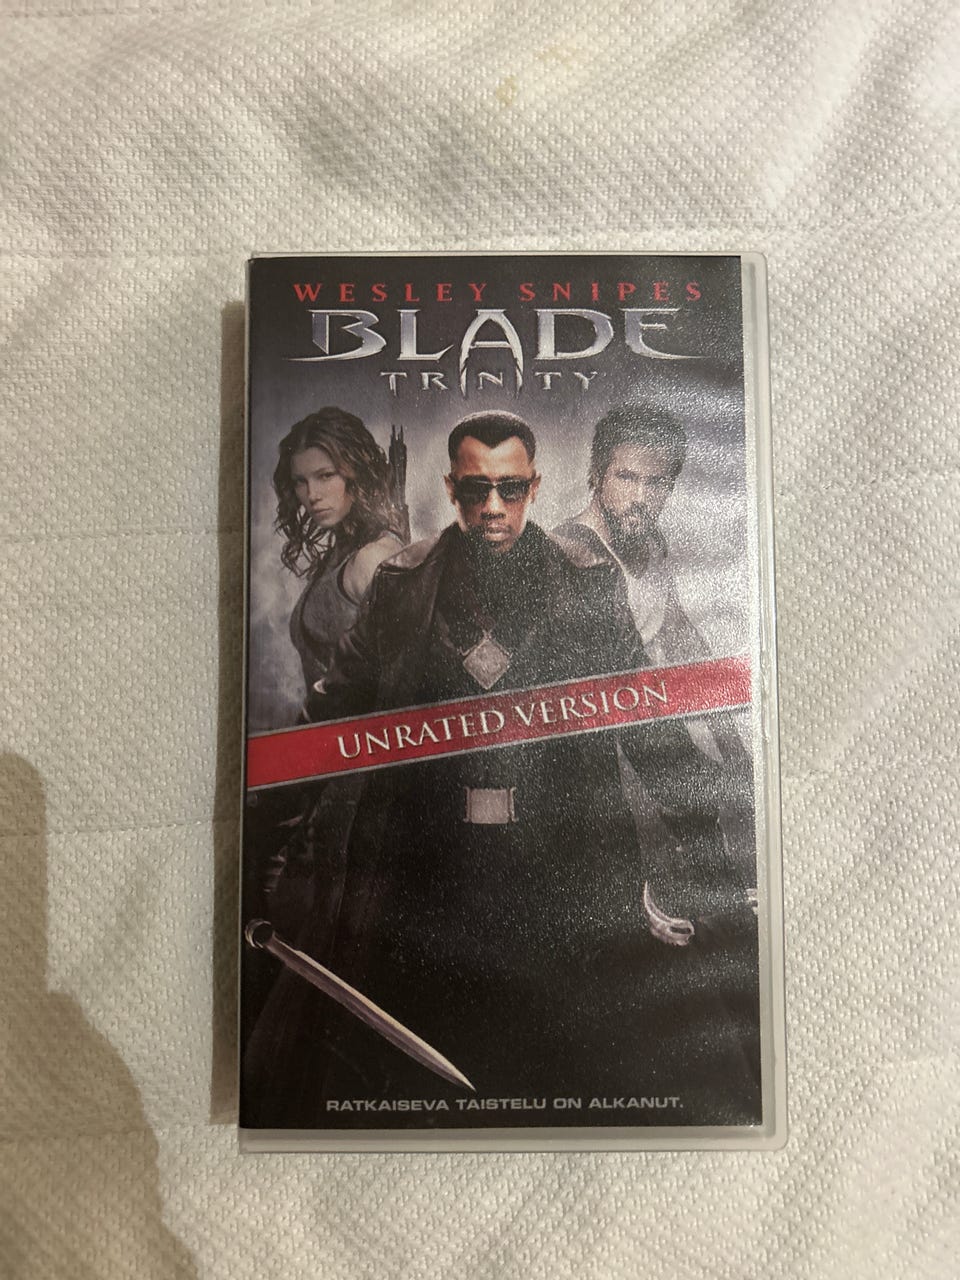 WESLEY SNIPES
BLADE
TRINITY
UNRATED VERSION
RATKAISEVA TAISTELU ON ALKANUT.